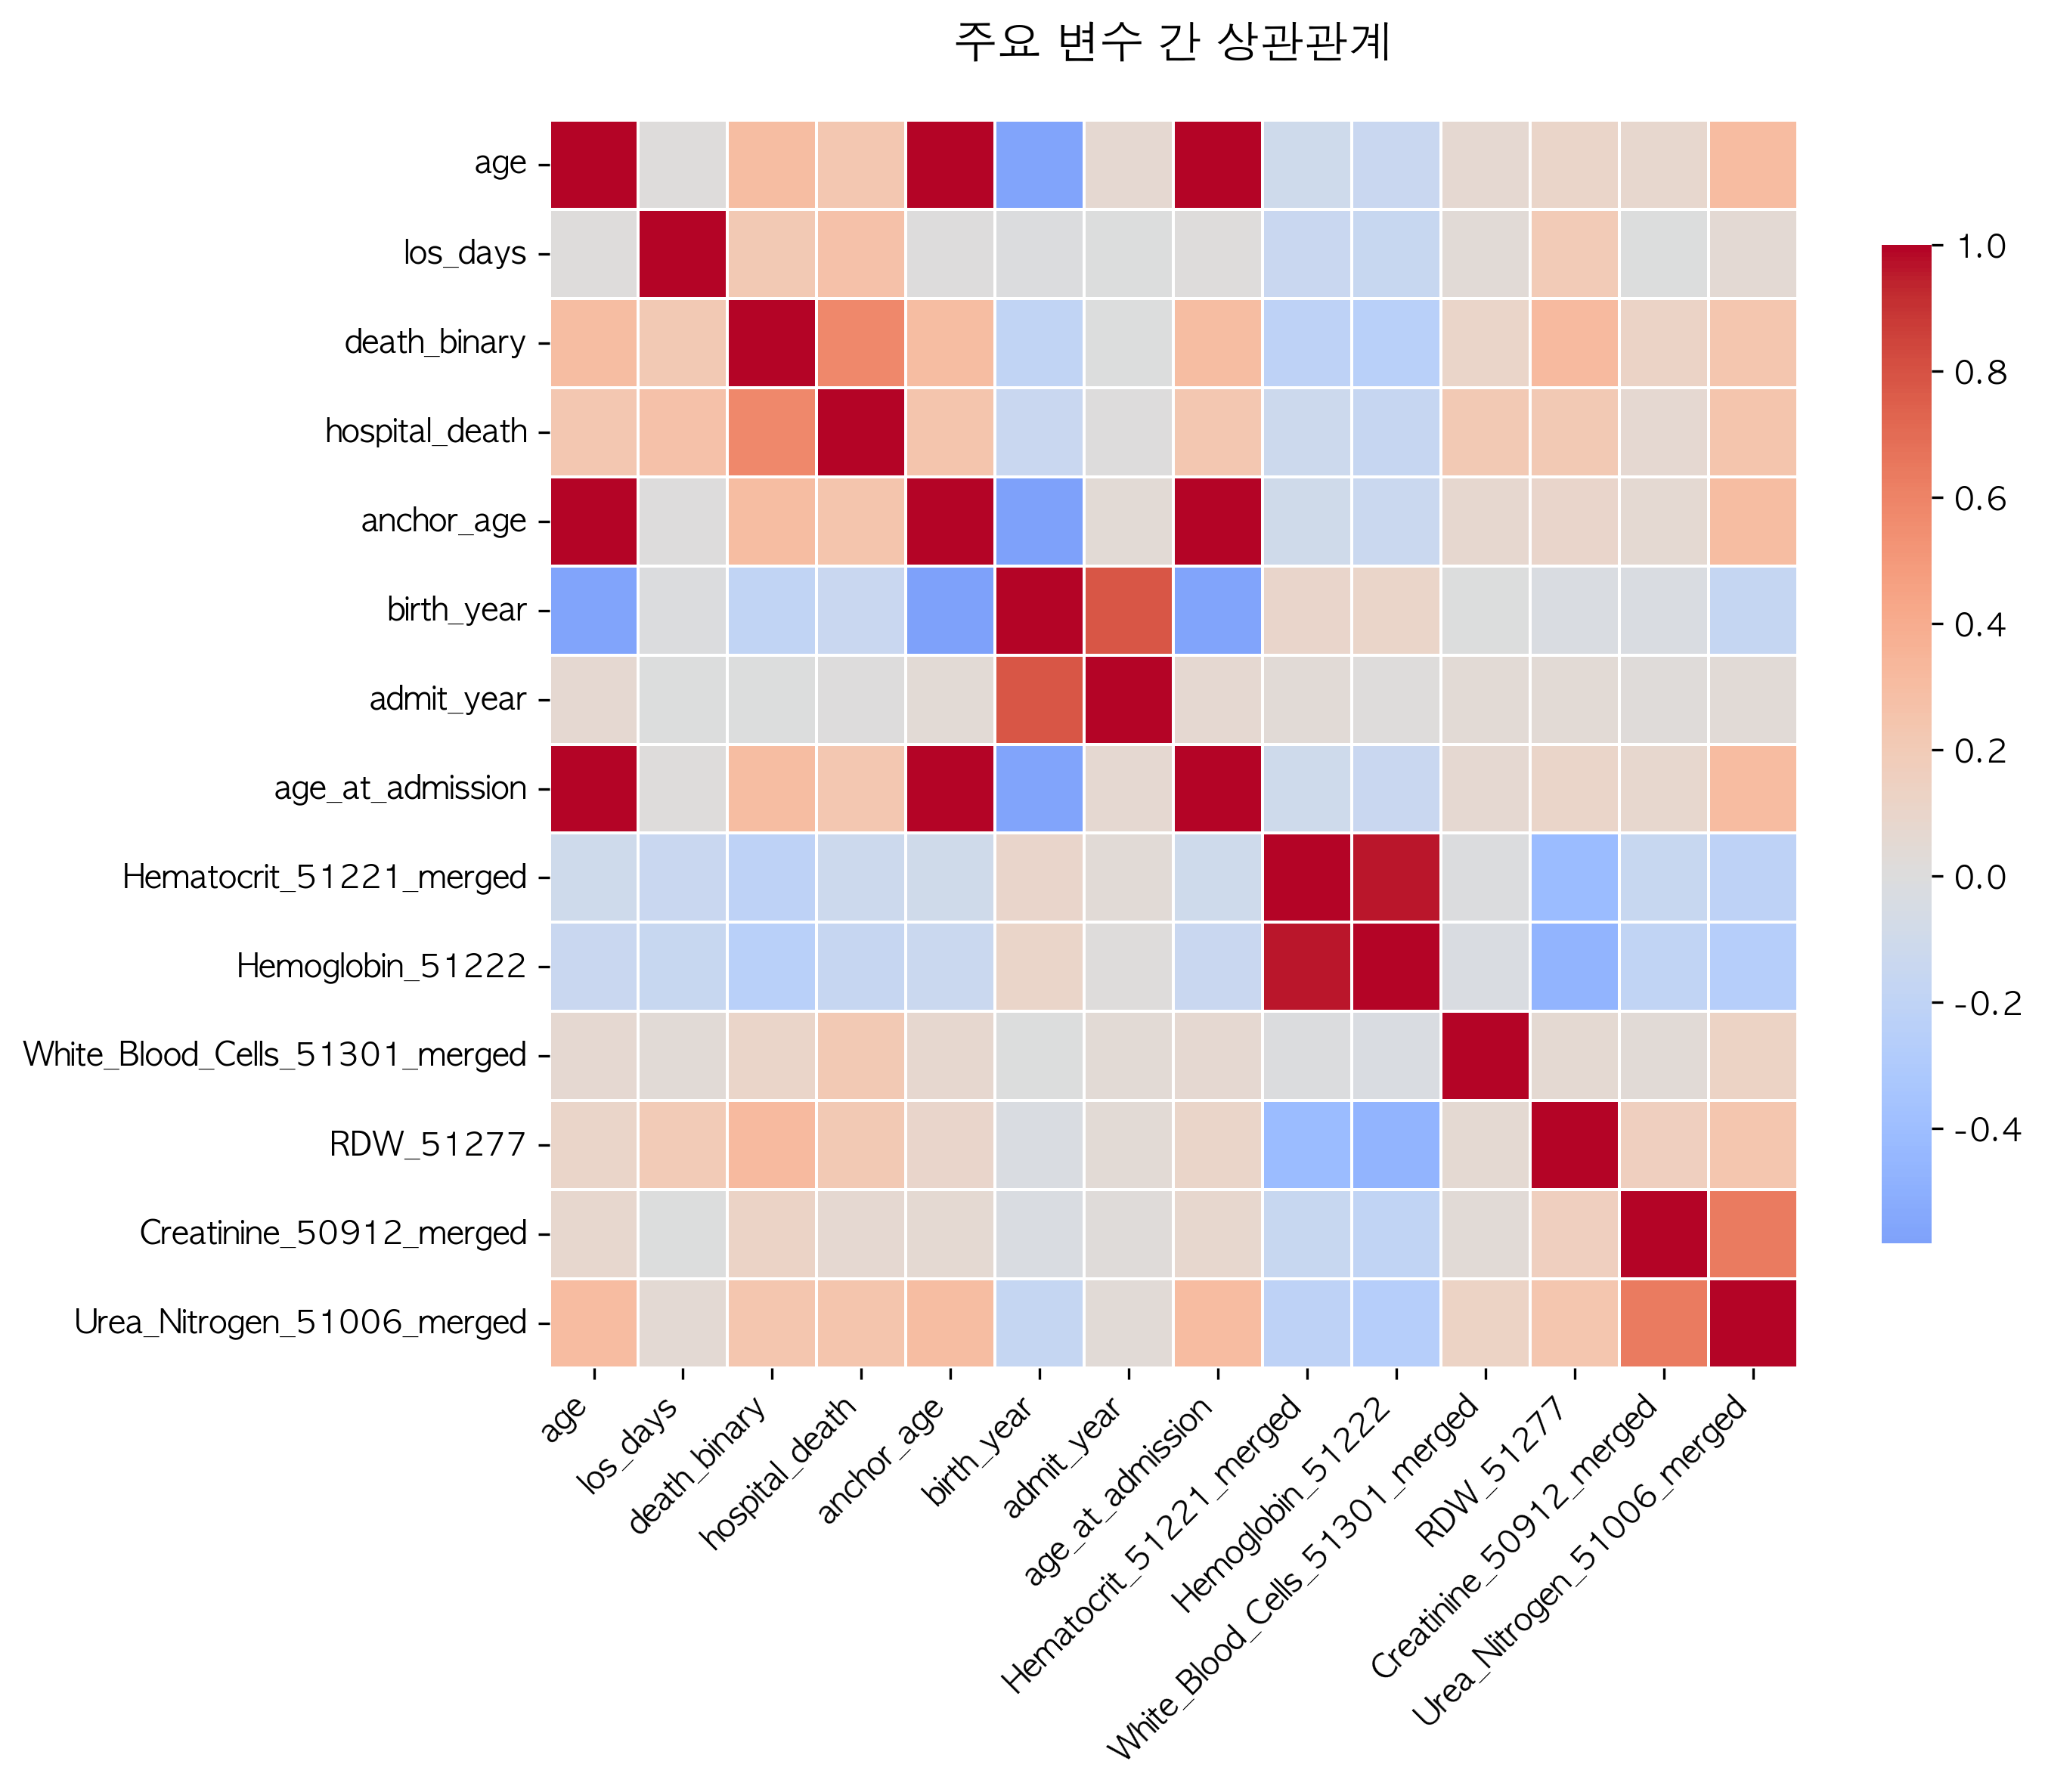 주요 변수 간 상관관계
age
los_days
death_binary
hospital_death
anchor_age
birth_year
admit_year
age_at_admission
Hematocrit_51221_merged
Hemoglobin_51222
White_Blood_Cells_51301_merged
RDW_51277
Creatinine_50912_merged
Urea_Nitrogen_51006_merged
age
los_days
death_binary
hospital_death
anchor_age
birth_year
admit_year
age_at_admission
Hematocrit_51221_merged
Hemoglobin_51222
White_Blood_Cells_51301_merged
RDW_51277
Creatinine_50912_merged
Urea_Nitrogen_51006_merged
1.0
0.8
0.6
0.4
0.2
0.0
-0.2
-0.4